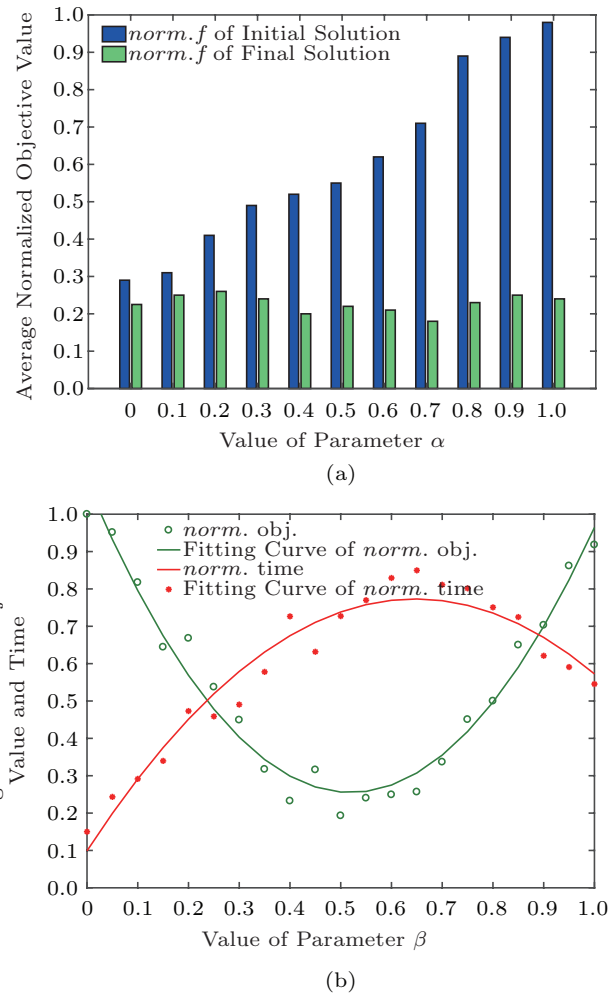 1.0
norm.f of Initial Solution
norm.f of Final Solution
0.9
0.8
0.7
0.6
0.5
0.4
0.3
0.2
0.1
0.0
Average Normalized Objective Value
0 0.1 0.2 0.3 0.4 0.5 0.6 0.7 0.8 0.9 1.0
Value of Parameter α
(a)
1.0
norm. obj.
Fitting Curve of norm. obj.
norm. time
Fitting Curve of norm. time
0.9
0.8
0.7
0.6
0.5
0.4
0.3
0.2
0.1
0.0
Value and Time
0 0.1 0.2 0.3 0.4 0.5 0.6 0.7 0.8 0.9 1.0
Value of Parameter β
(b)